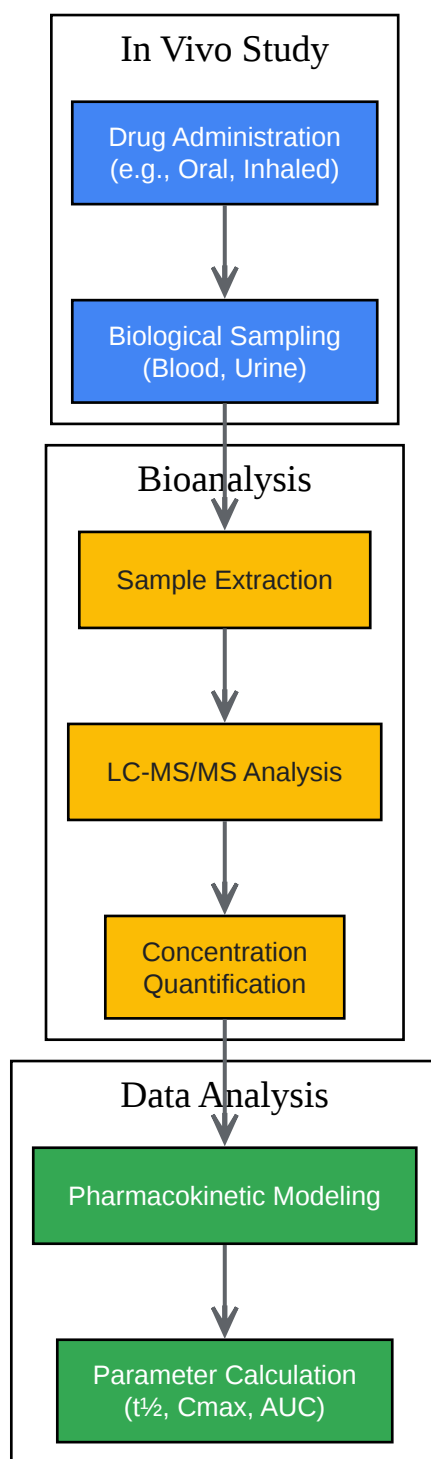 In Vivo Study
Drug Administration
(e.g., Oral, Inhaled)
Biological Sampling
(Blood, Urine)
Bioanalysis
Sample Extraction
LC-MS/MS Analysis
Concentration
Quantification
Data Analysis
Pharmacokinetic Modeling
Parameter Calculation
(t½, Cmax, AUC)